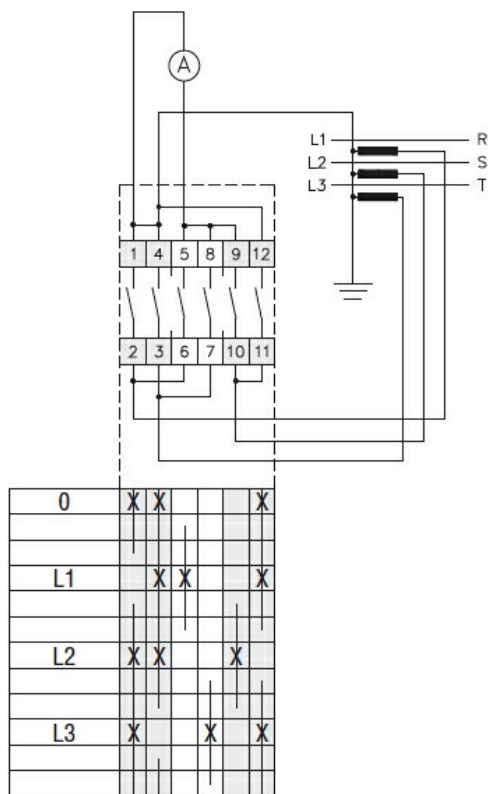 A
L1 R
L2 S
L3 T
1 4 5 8 9 12
2 3 6 7 10 11
0 X X X
L1 X X X
L2 X X X
L3 X X X